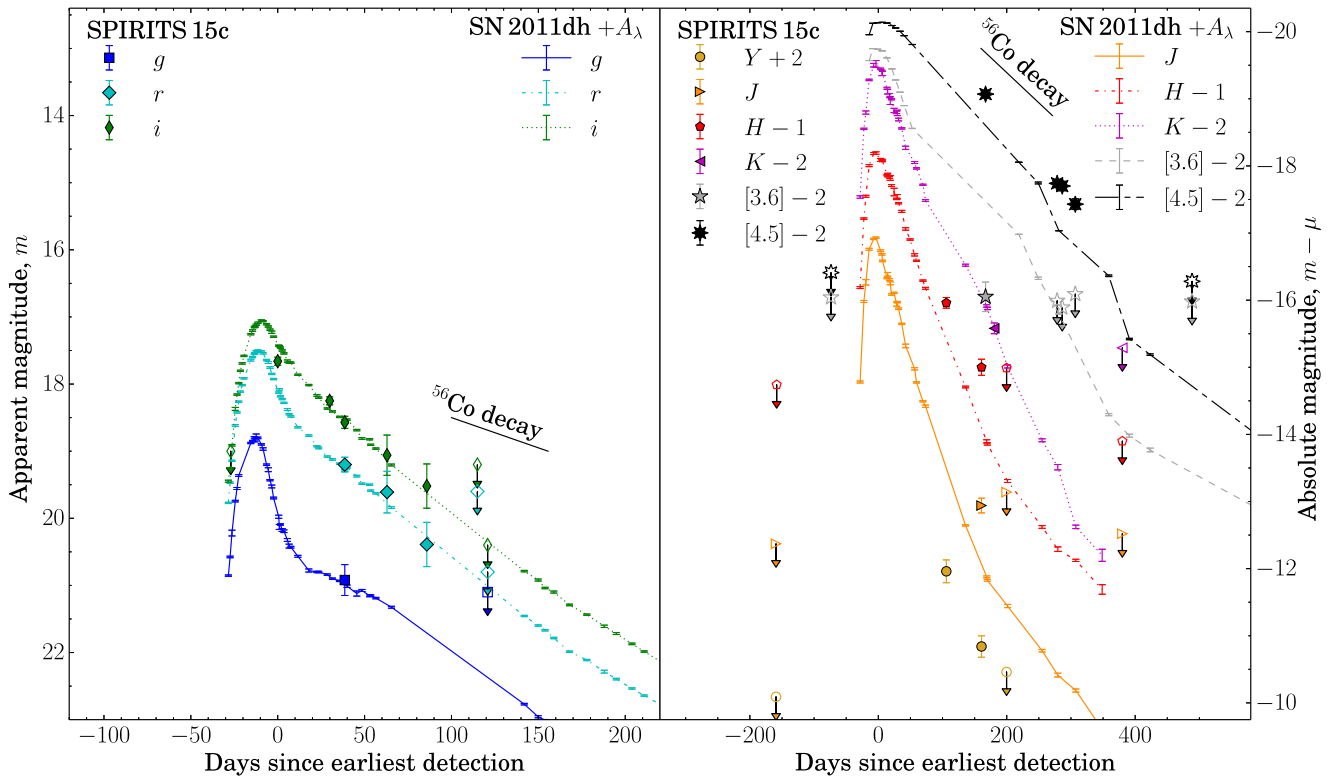 SPIRITS 15c
g
r
i
SN 2011dh +A_λ
g
r
i
⁵⁶Co decay
Apparent magnitude, m
14
16
18
20
22
−100 −50 0 50 100 150 200
Days since earliest detection
SPIRITS 15c
Y + 2
J
H − 1
K − 2
[3.6] − 2
[4.5] − 2
⁵⁶Co decay
SN 2011dh +A_λ
J
H − 1
K − 2
[3.6] − 2
[4.5] − 2
−20
−18
−16
−14
−12
−10
Absolute magnitude, m − μ
−200 0 200 400
Days since earliest detection